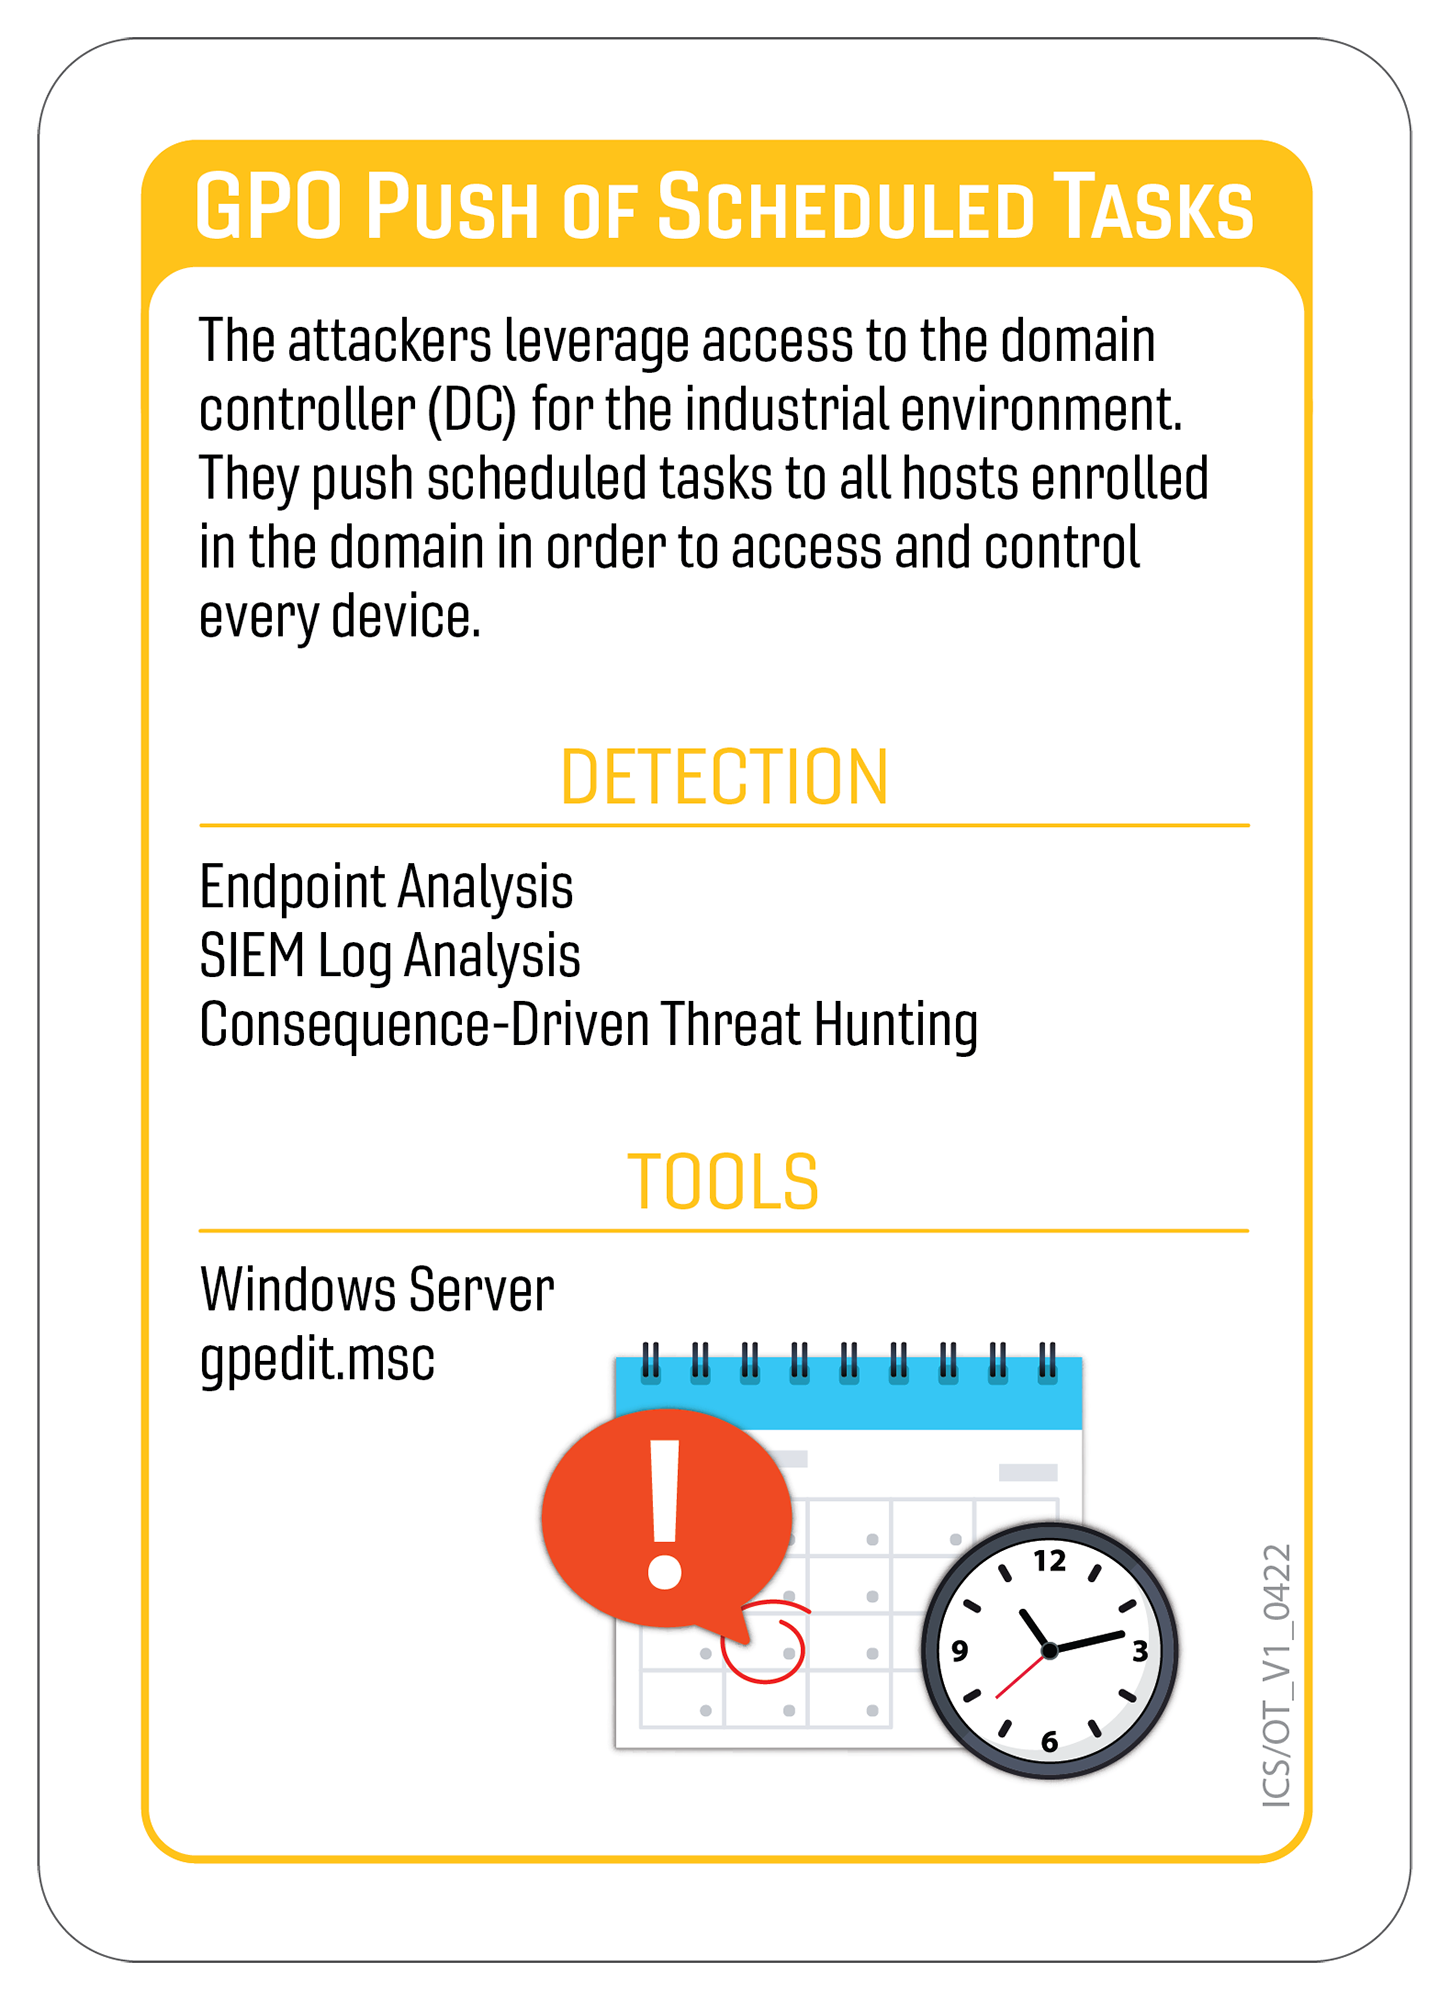 GPO Push of Scheduled Tasks
The attackers leverage access to the domain
controller (DC) for the industrial environment.
They push scheduled tasks to all hosts enrolled
in the domain in order to access and control
every device.
DETECTION
Endpoint Analysis
SIEM Log Analysis
Consequence-Driven Threat Hunting
TOOLS
Windows Server
gpedit.msc
!
12
9
3
6
ICS/OT_V1_0422